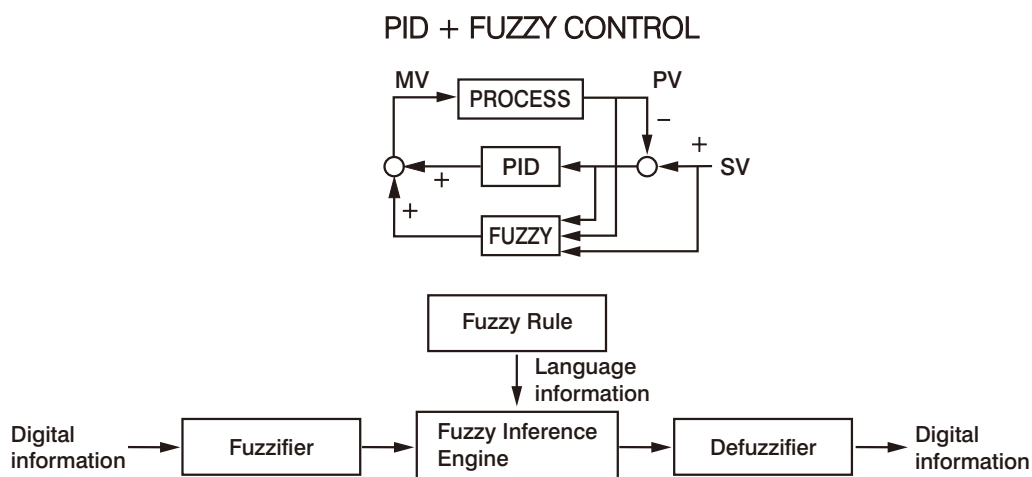 PID + FUZZY CONTROL
MV
PROCESS
PV
−
+
PID
SV
+
+
FUZZY
Fuzzy Rule
Language
information
Digital
information
Fuzzifier
Fuzzy Inference
Engine
Defuzzifier
Digital
information